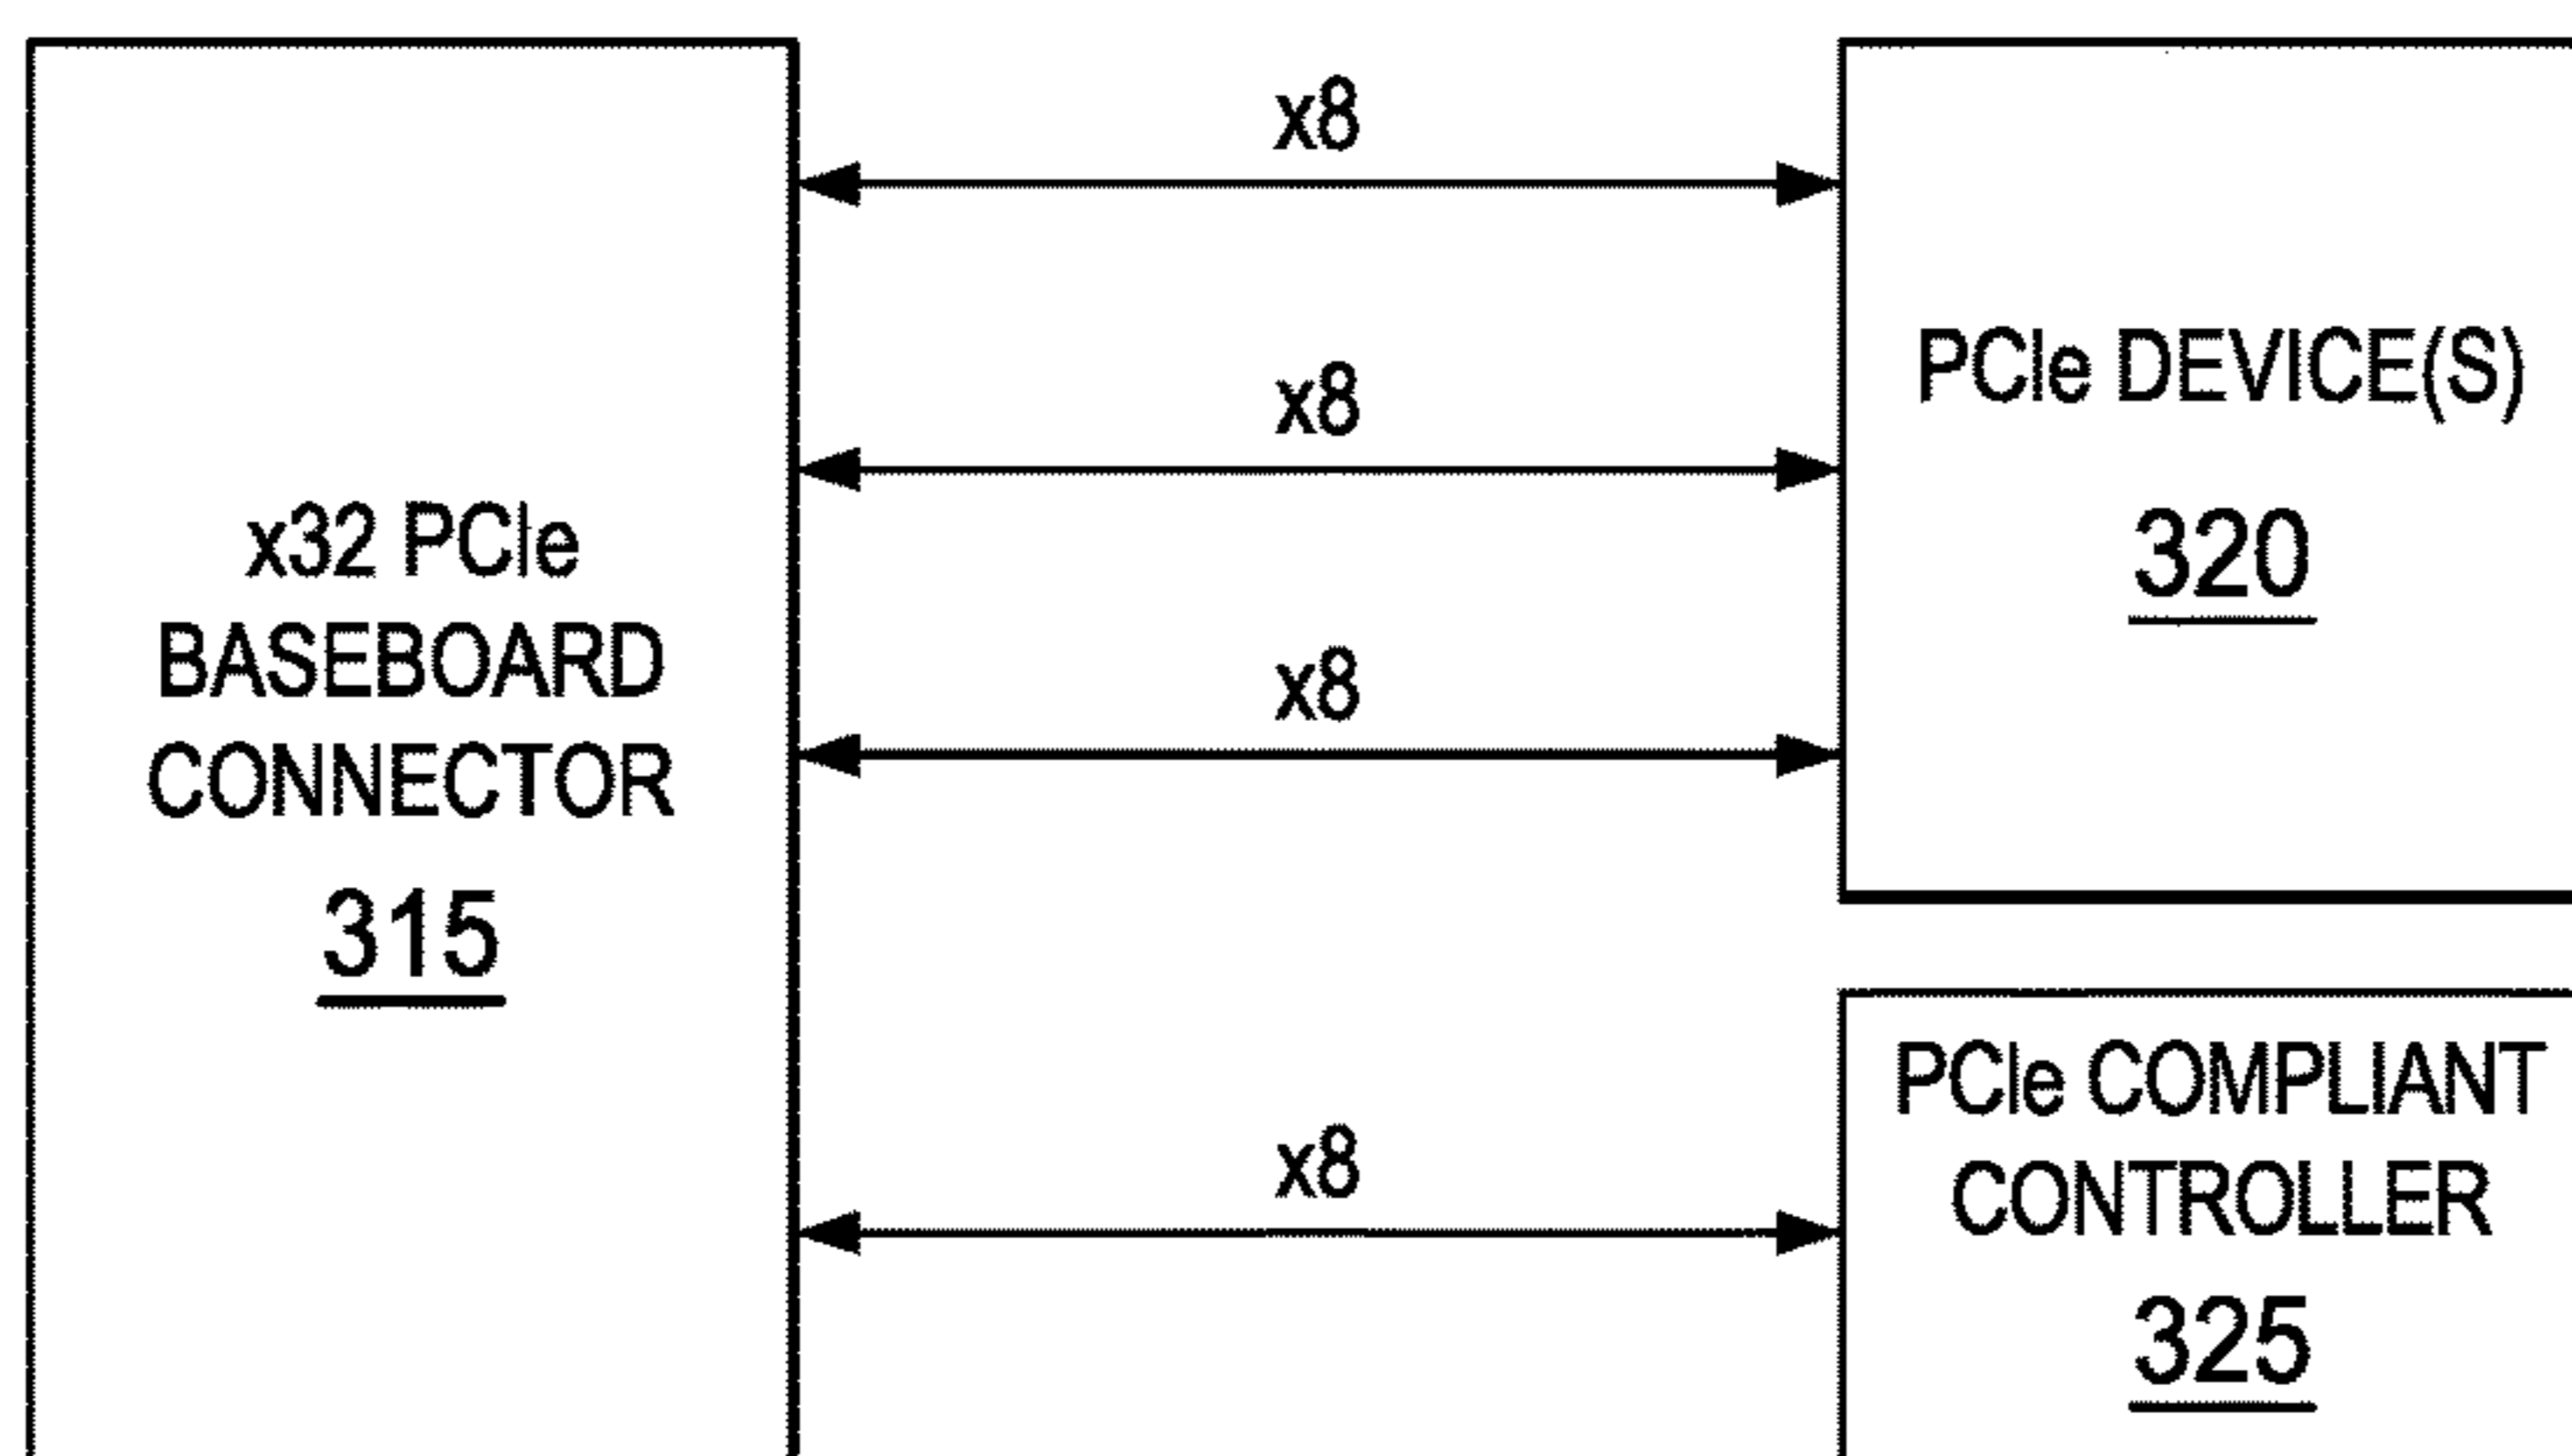 x32 PCIe
BASEBOARD
CONNECTOR
315
x8
x8
x8
x8
PCIe DEVICE(S)
320
PCIe COMPLIANT
CONTROLLER
325